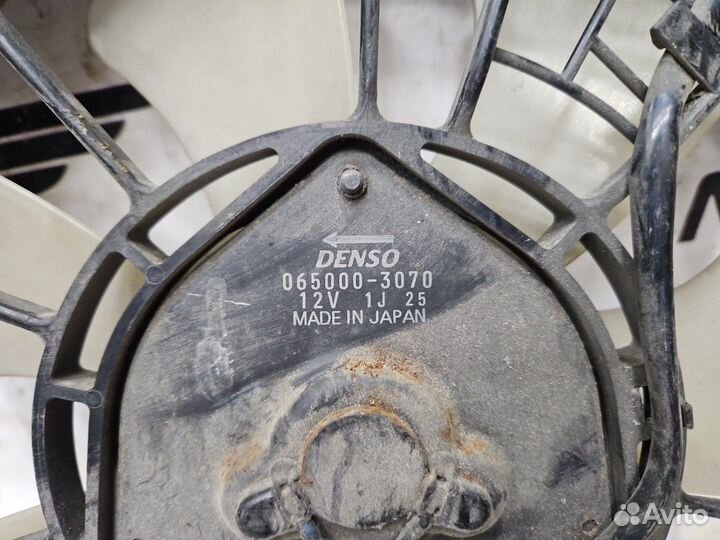 DENSO
065000-3070
12V 1J 25
MADE IN JAPAN
Avito